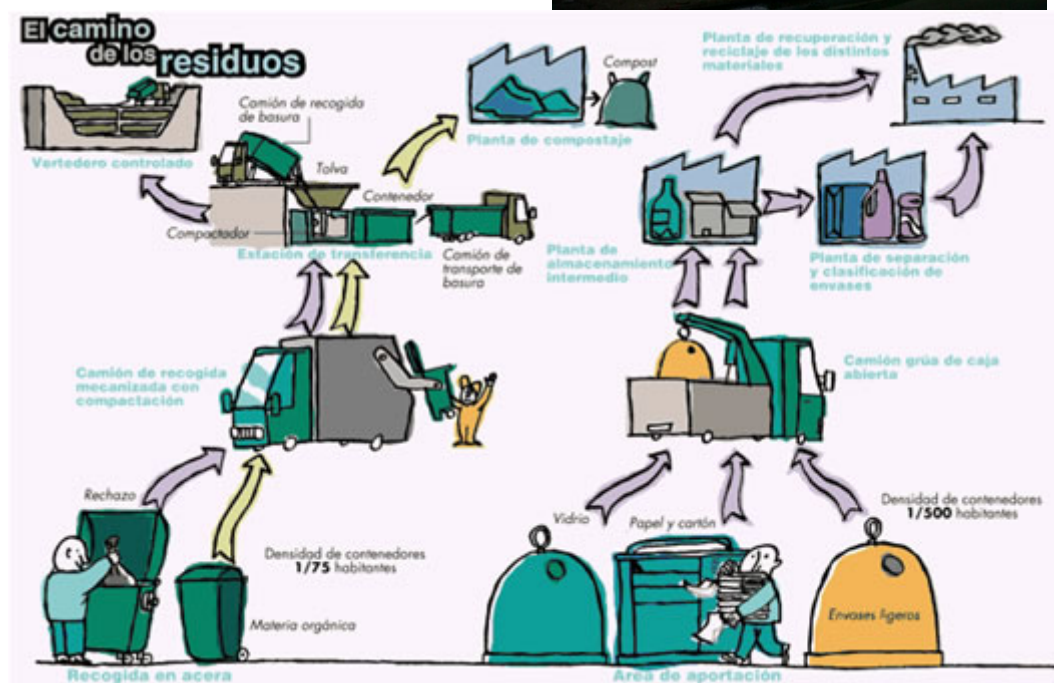 El camino
de los residuos
Vertedero controlado
Camión de recogida
de basura
Tolva
Contenedor
Compactador
Estación de transferencia
Camión de
transporte de
basura
Compost
Planta de compostaje
Planta de recuperación y
reciclaje de los distintos
materiales
Planta de
almacenamiento
intermedio
Planta de separación
y clasificación de
envases
Camión de recogida
mecanizada con
compactación
Camión grúa de caja
abierta
Rechazo
Densidad de contenedores
1/75 habitantes
Materia orgánica
Recogida en acera
Vidrio
Papel y cartón
Densidad de contenedores
1/500 habitantes
Envases ligeros
Area de aportación